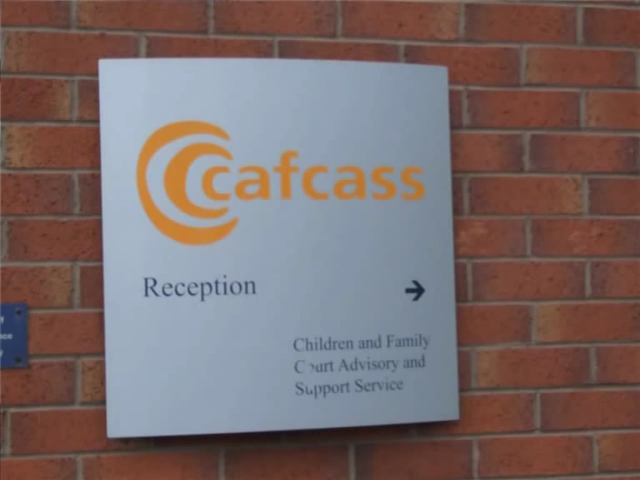 cafcass
Reception →
Children and Family
Court Advisory and
Support Service